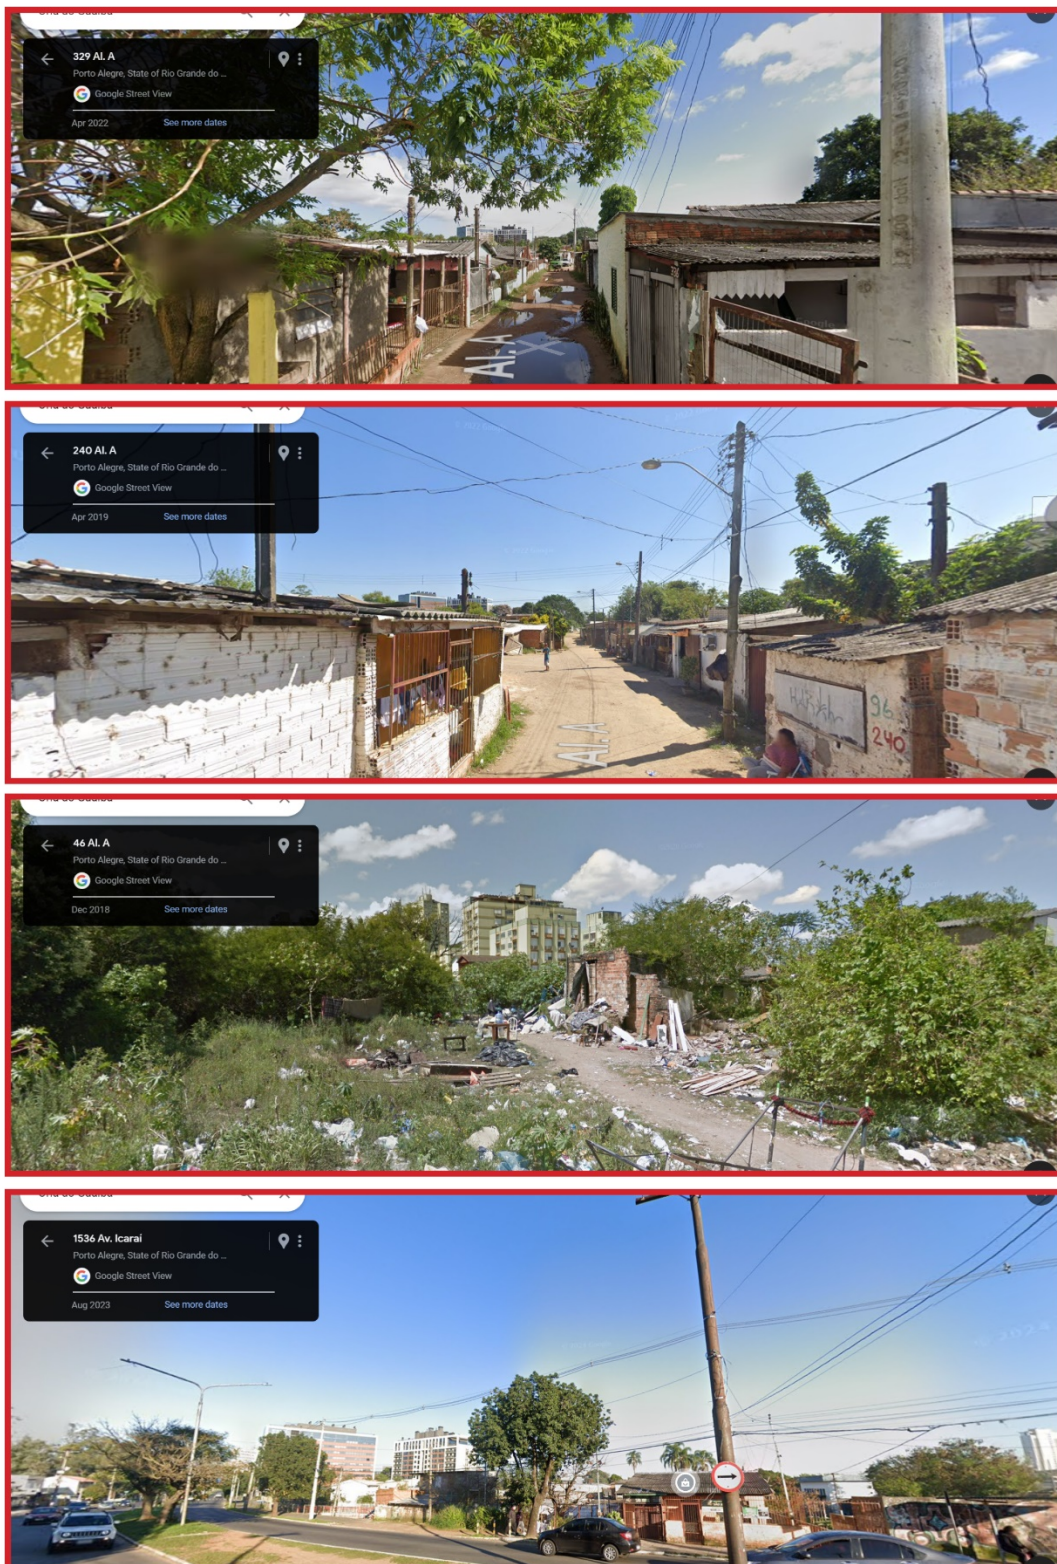 329 Al. A
Porto Alegre, State of Rio Grande do ...
Google Street View
Apr 2022 See more dates
Al. A
240 Al. A
Porto Alegre, State of Rio Grande do ...
Google Street View
Apr 2019 See more dates
Al. A
96
240
46 Al. A
Porto Alegre, State of Rio Grande do ...
Google Street View
Dec 2018 See more dates
1536 Av. Icaraí
Porto Alegre, State of Rio Grande do ...
Google Street View
Aug 2023 See more dates